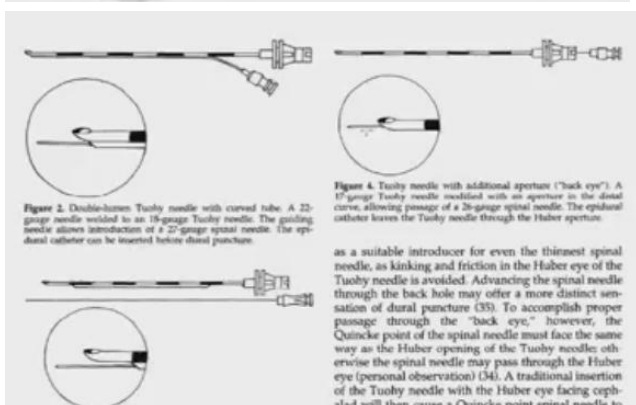 Figure 2. Double-lumen Tuohy needle with curved tube. A 22-
gauge needle welded to an 18-gauge Tuohy needle. The guiding
needle allows introduction of a 27-gauge spinal needle. The epi-
dural catheter can be inserted before dural puncture.
Figure 4. Tuohy needle with additional aperture ("back eye"). A
17-gauge Tuohy needle modified with an aperture in the distal
curve, allowing passage of a 26-gauge spinal needle. The epidural
catheter leaves the Tuohy needle through the Huber aperture.
as a suitable introducer for even the thinnest spinal
needle, as kinking and friction in the Huber eye of the
Tuohy needle is avoided. Advancing the spinal needle
through the back hole may offer a more distinct sen-
sation of dural puncture (35). To accomplish proper
passage through the "back eye," however, the
Quincke point of the spinal needle must face the same
way as the Huber opening of the Tuohy needle; oth-
erwise the spinal needle may pass through the Huber
eye (personal observation) (34). A traditional insertion
of the Tuohy needle with the Huber eye facing ceph-
alad will then cause a Quincke point spinal needle to